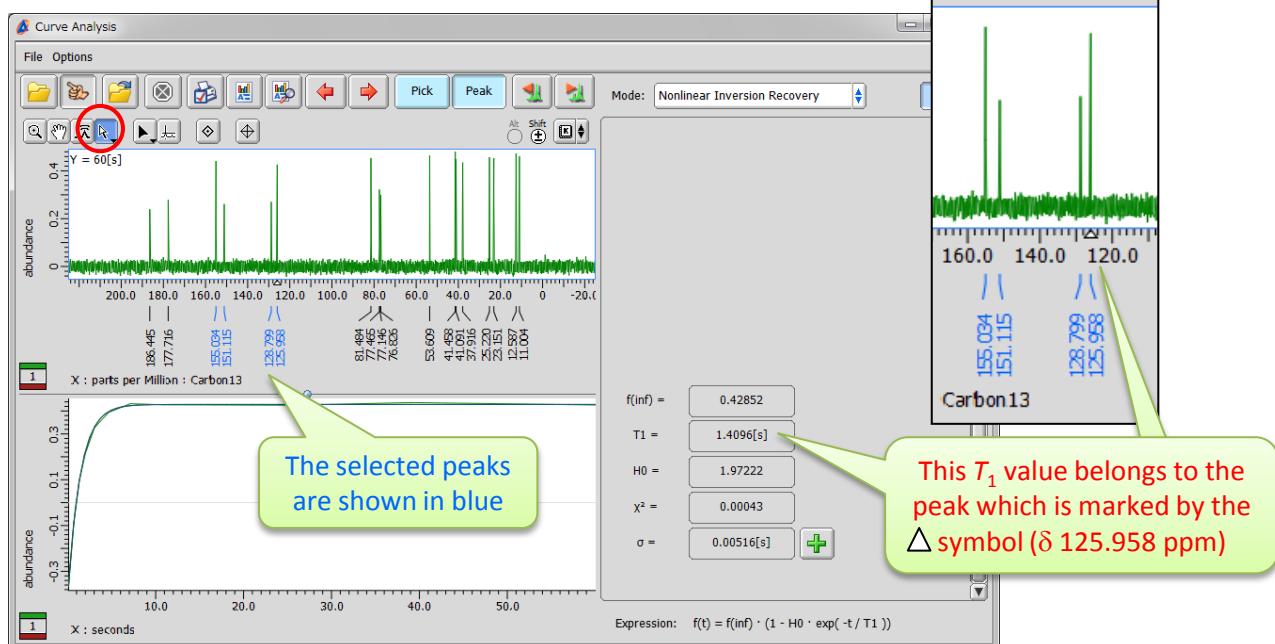 Curve Analysis
File Options
Pick Peak
Mode: Nonlinear Inversion Recovery
Alt Shift
Y = 60[s]
abundance
0.4
0.2
0
200.0 180.0 160.0 140.0 120.0 100.0 80.0 60.0 40.0 20.0 0 -20.0
186.445
177.716
155.034
151.115
128.799
125.958
81.484
77.465
77.146
76.826
53.609
41.458
41.091
37.916
25.220
23.151
12.587
11.004
1
X : parts per Million : Carbon13
abundance
0.3
0.1
-0.1
-0.3
10.0 20.0 30.0 40.0 50.0
1
X : seconds
The selected peaks
are shown in blue
f(inf) = 0.42852
T1 = 1.4096[s]
H0 = 1.97222
χ² = 0.00043
σ = 0.00516[s]
Expression: f(t) = f(inf) · (1 - H0 · exp( -t / T1 ))
160.0 140.0 120.0
155.034
151.115
128.799
125.958
Carbon13
This T₁ value belongs to the
peak which is marked by the
△ symbol (δ 125.958 ppm)